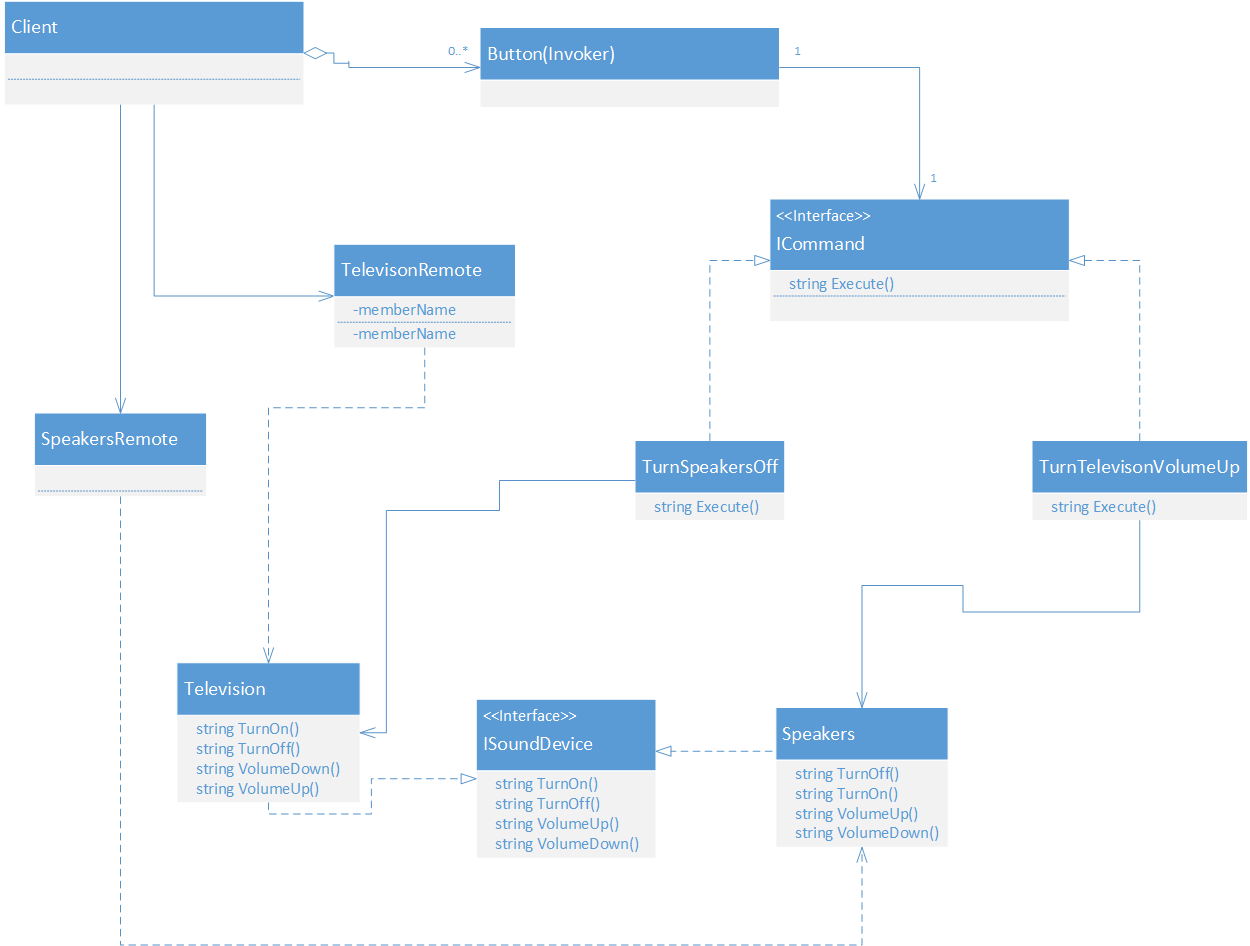 Client
0..*
Button(Invoker)
1
1
<<Interface>>
ICommand
string Execute()
TelevisonRemote
-memberName
-memberName
SpeakersRemote
TurnSpeakersOff
string Execute()
TurnTelevisonVolumeUp
string Execute()
Television
string TurnOn()
string TurnOff()
string VolumeDown()
string VolumeUp()
<<Interface>>
ISoundDevice
string TurnOn()
string TurnOff()
string VolumeUp()
string VolumeDown()
Speakers
string TurnOff()
string TurnOn()
string VolumeUp()
string VolumeDown()